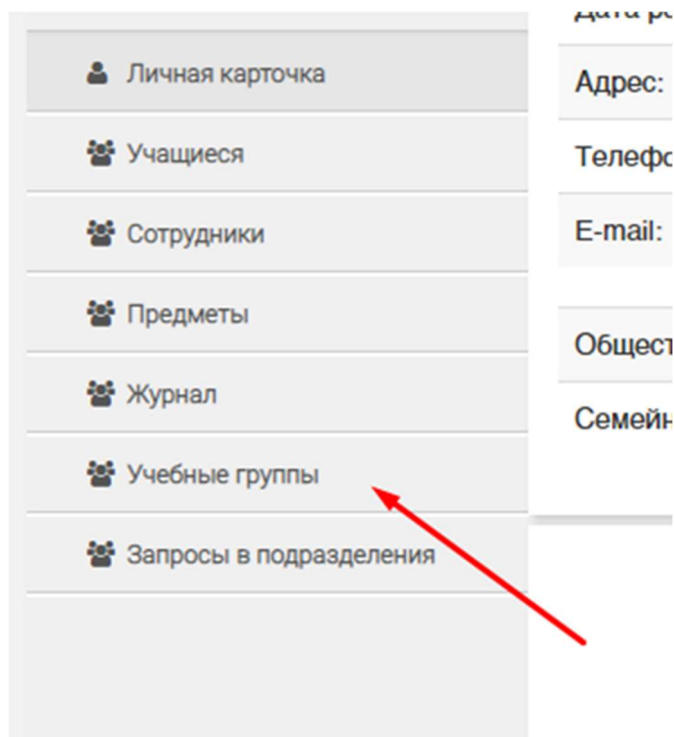 Личная карточка
Учащиеся
Сотрудники
Предметы
Журнал
Учебные группы
Запросы в подразделения
Адрес:
E-mail: